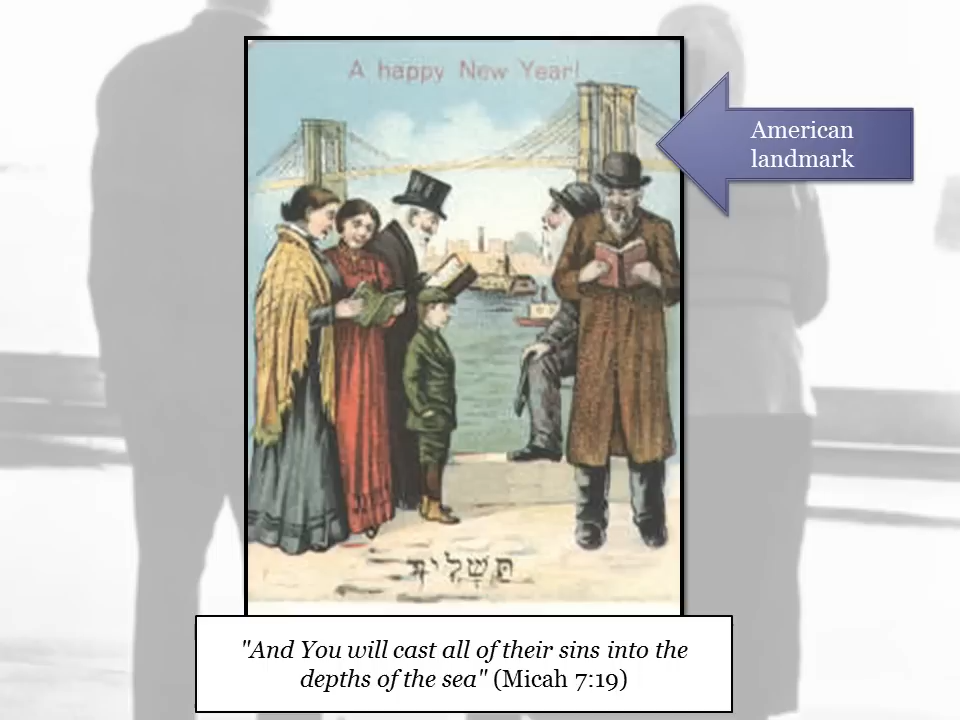 A happy New Year!
American
landmark
תַּשְׁלִיךְ
"And You will cast all of their sins into the
depths of the sea" (Micah 7:19)